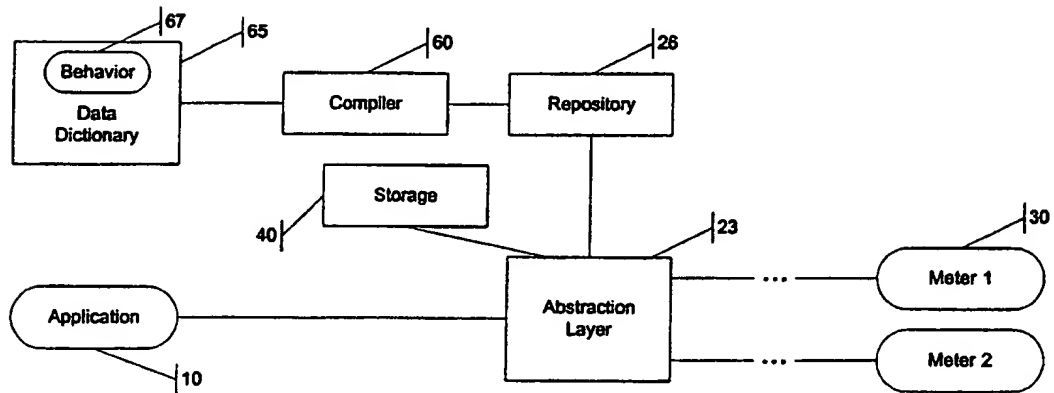 67
65
60
26
Behavior
Data
Dictionary
Compiler
Repository
Storage
40
23
30
Meter 1
...
Application
Abstraction
Layer
Meter 2
...
10